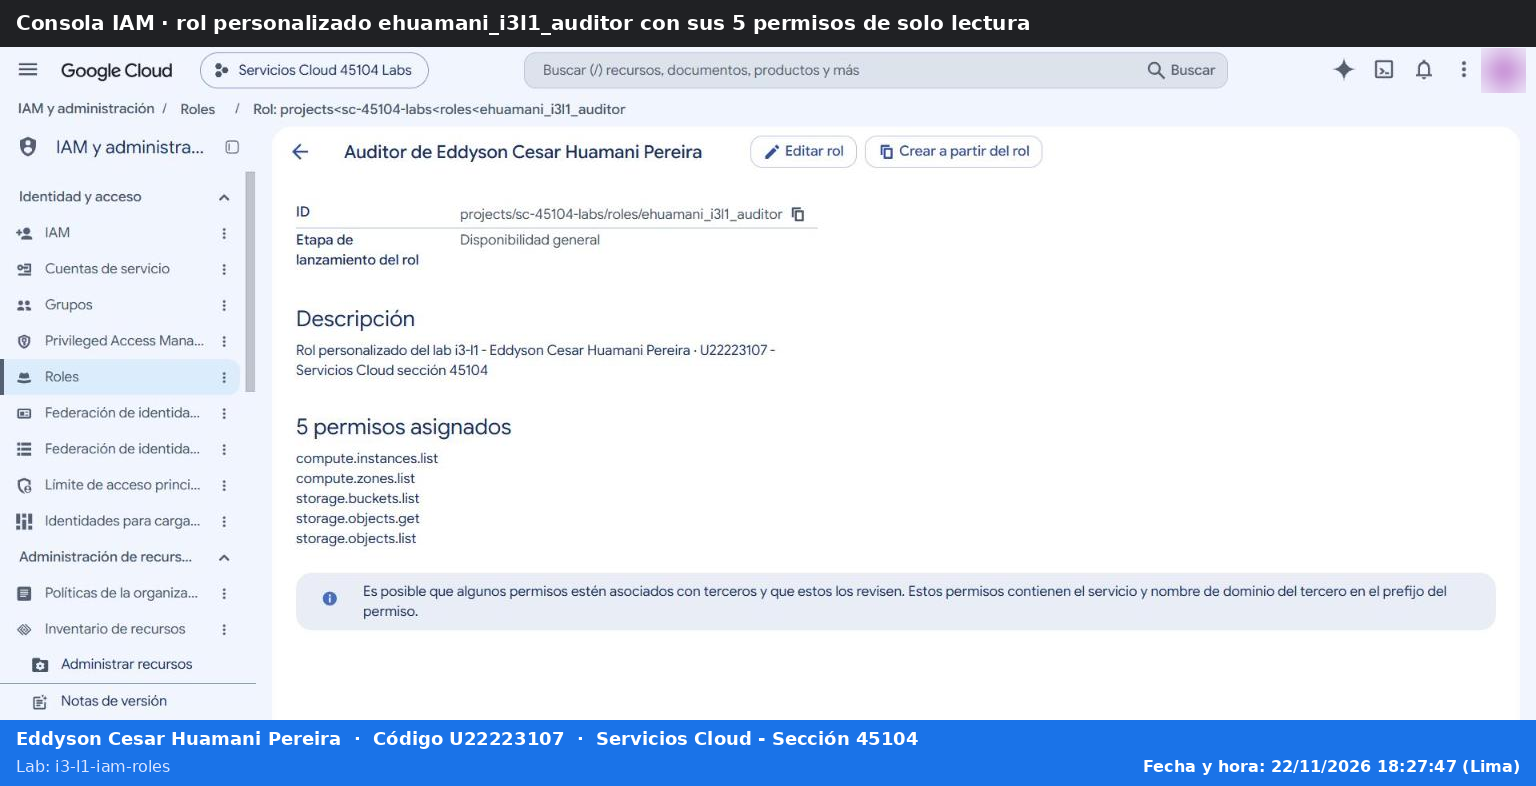 Consola IAM · rol personalizado ehuamani_i3l1_auditor con sus 5 permisos de solo lectura
Google Cloud
Servicios Cloud 45104 Labs
Buscar (/) recursos, documentos, productos y más
Buscar
IAM y administración / Roles / Rol: projects<sc-45104-labs<roles<ehuamani_i3l1_auditor
IAM y administra...
Auditor de Eddyson Cesar Huamani Pereira
Editar rol
Crear a partir del rol
Identidad y acceso
IAM
Cuentas de servicio
Grupos
Privileged Access Mana...
Roles
Federación de identida...
Federación de identida...
Límite de acceso princi...
Identidades para carga...
Administración de recurs...
Políticas de la organiza...
Inventario de recursos
Administrar recursos
Notas de versión
ID
projects/sc-45104-labs/roles/ehuamani_i3l1_auditor
Etapa de
lanzamiento del rol
Disponibilidad general
Descripción
Rol personalizado del lab i3-l1 - Eddyson Cesar Huamani Pereira · U22223107 -
Servicios Cloud sección 45104
5 permisos asignados
compute.instances.list
compute.zones.list
storage.buckets.list
storage.objects.get
storage.objects.list
Es posible que algunos permisos estén asociados con terceros y que estos los revisen. Estos permisos contienen el servicio y nombre de dominio del tercero en el prefijo del
permiso.
Eddyson Cesar Huamani Pereira · Código U22223107 · Servicios Cloud - Sección 45104
Lab: i3-l1-iam-roles
Fecha y hora: 22/11/2026 18:27:47 (Lima)